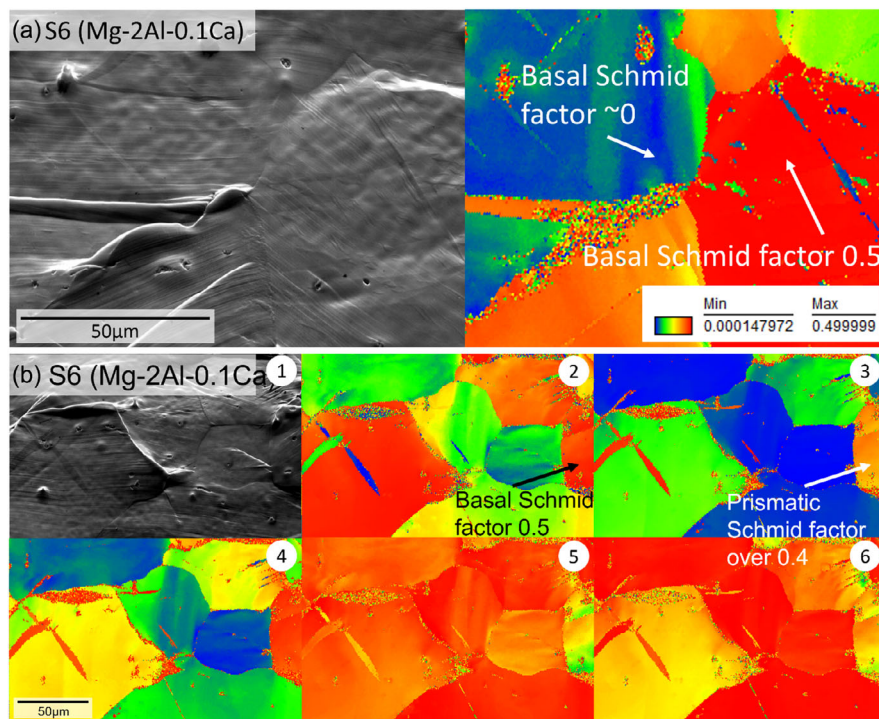 (a) S6 (Mg-2Al-0.1Ca)
Basal Schmid
factor ~0
Basal Schmid factor 0.5
Min Max
0.000147972 0.499999
50µm
(b) S6 (Mg-2Al-0.1Ca)
1
2
3
Basal Schmid
factor 0.5
Prismatic
Schmid factor
over 0.4
4
5
6
50µm